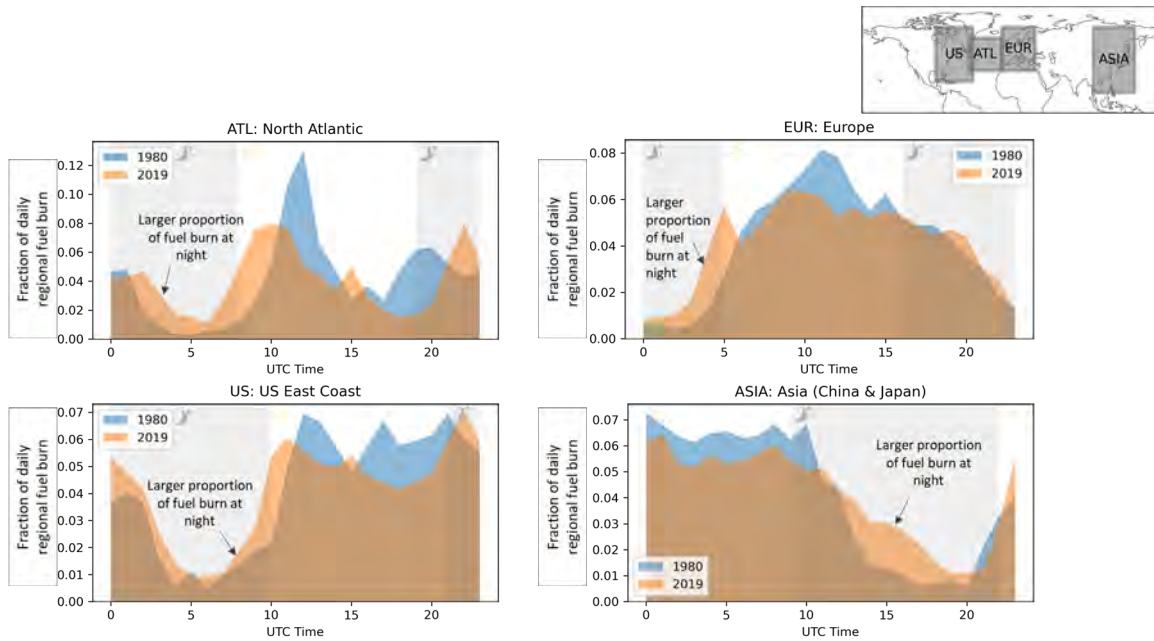 US
ATL
EUR
ASIA
ATL: North Atlantic
1980
2019
Larger proportion
of fuel burn at
night
Fraction of daily
regional fuel burn
0.12
0.10
0.08
0.06
0.04
0.02
0.00
0
5
10
15
20
UTC Time
EUR: Europe
1980
2019
Larger
proportion
of fuel
burn at
night
Fraction of daily
regional fuel burn
0.08
0.06
0.04
0.02
0.00
0
5
10
15
20
UTC Time
US: US East Coast
1980
2019
Larger proportion
of fuel burn at
night
Fraction of daily
regional fuel burn
0.07
0.06
0.05
0.04
0.03
0.02
0.01
0.00
0
5
10
15
20
UTC Time
ASIA: Asia (China & Japan)
Larger proportion
of fuel burn at
night
1980
2019
Fraction of daily
regional fuel burn
0.07
0.06
0.05
0.04
0.03
0.02
0.01
0.00
0
5
10
15
20
UTC Time